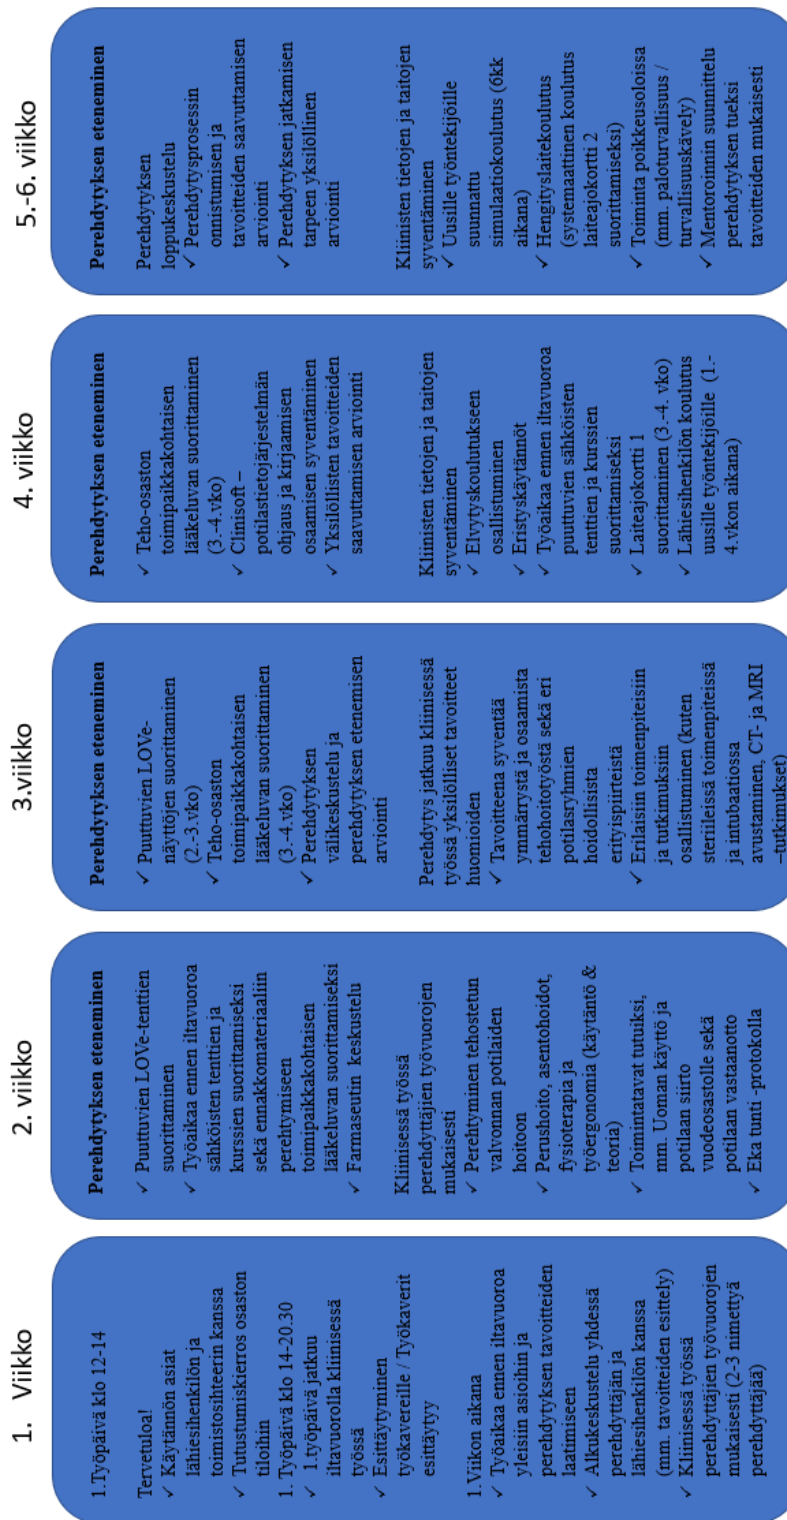 1. Viikko
1.Työpäivä klo 12-14
Tervetuloa!
✓ Käytännön asiat
lähiesihenkilön ja
toimistosihteerin kanssa
✓ Tutustumiskierros osaston
tiloihin
1. Työpäivä klo 14-20.30
✓ 1.työpäivä jatkuu
iltavuorolla kliinisessä
työssä
✓ Esittäytyminen
työkavereille / Työkaverit
esittäytyy
1.Viikon aikana
✓ Työaikaa ennen iltavuoroa
yleisiin asioihin ja
perehdytyksen tavoitteiden
laatimiseen
✓ Alkukeskustelu yhdessä
perehdyttäjän ja
lähiesihenkilön kanssa
(mm. tavoitteiden esittely)
✓ Kliinisessä työssä
perehdyttäjien työvuorojen
mukaisesti (2-3 nimettyä
perehdyttäjää)
2. viikko
Perehdytyksen eteneminen
✓ Puuttuvien LOVe-tenttien
suorittaminen
✓ Työaikaa ennen iltavuoroa
sähköisten tenttien ja
kurssien suorittamiseksi
sekä ennakkomateriaaliin
perehtymiseen
toimipaikkakohtaisen
lääkeluvan suorittamiseksi
✓ Farmaseutin keskustelu
Kliinisessä työssä
perehdyttäjien työvuorojen
mukaisesti
✓ Perehtyminen tehostetun
valvonnan potilaiden
hoitoon
✓ Perushoito, asentohoidot,
fysioterapia ja
työergonomia (käytäntö &
teoria)
✓ Toimintatavat tutuiksi,
mm. Uoman käyttö ja
potilaan siirto
vuodeosastolle sekä
potilaan vastaanotto
✓ Eka tunti -protokolla
3.viikko
Perehdytyksen eteneminen
✓ Puuttuvien LOVe-
näyttöjen suorittaminen
(2.-3.vko)
✓ Teho-osaston
toimipaikkakohtaisen
lääkeluvan suorittaminen
(3.-4.vko)
✓ Perehdytyksen
välikeskustelu ja
perehdytyksen etenemisen
arviointi
Perehdytys jatkuu kliinisessä
työssä yksilölliset tavoitteet
huomioiden
✓ Tavoitteena syventää
ymmärrystä ja osaamista
tehohoitotyöstä sekä eri
potilasryhmien
hoidollisista
erityispiirteistä
✓ Erilaisiin toimenpiteisiin
ja tutkimuksiin
osallistuminen (kuten
steriileissä toimenpiteissä
ja intubaatiossa
avustaminen, CT- ja MRI
–tutkimukset)
4. viikko
Perehdytyksen eteneminen
✓ Teho-osaston
toimipaikkakohtaisen
lääkeluvan suorittaminen
(3.-4.vko)
✓ Clinisoft –
potilastietojärjestelmän
ohjaus ja kirjaamisen
osaamisen syventäminen
✓ Yksilöllisten tavoitteiden
saavuttamisen arviointi
Kliinisten tietojen ja taitojen
syventäminen
✓ Elvytyskoulutukseen
osallistuminen
✓ Eristyskäytännöt
✓ Työaikaa ennen iltavuoroa
puuttuvien sähköisten
tenttien ja kurssien
suorittamiseksi
✓ Laiteajokortti 1
suorittaminen (3.-4. vko)
✓ Lähiesihenkilön koulutus
uusille työntekijöille (1.-
4.vkon aikana)
5.-6. viikko
Perehdytyksen eteneminen
Perehdytyksen
loppukeskustelu
✓ Perehdytysprosessin
onnistumisen ja
tavoitteiden saavuttamisen
arviointi
✓ Perehdytyksen jatkamisen
tarpeen yksilöllinen
arviointi
Kliinisten tietojen ja taitojen
syventäminen
✓ Uusille työntekijöille
suunnattu
simulaatiokoulutus (6kk
aikana)
✓ Hengityslaitekoulutus
(systemaattinen koulutus
laiteajokortti 2
suorittamiseksi)
✓ Toiminta poikkeusoloissa
(mm. paloturvallisuus /
turvallisuuskävely)
✓ Mentoroinnin suunnittelu
perehdytyksen tueksi
tavoitteiden mukaisesti